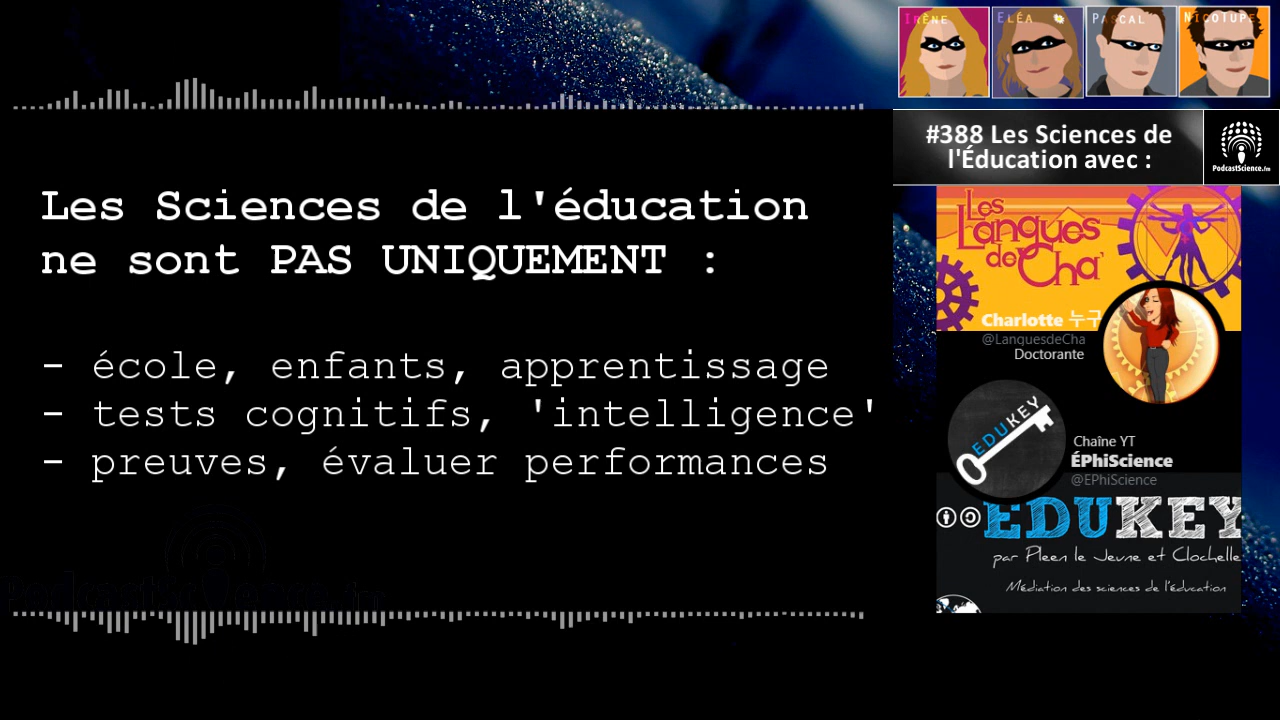 IRÈNE
ELÉA
PASCAL
NICOTUPE
#388 Les Sciences de
l'Éducation avec :
PodcastScience.fm
Les Sciences de l'éducation
ne sont PAS UNIQUEMENT :
- école, enfants, apprentissage
- tests cognitifs, 'intelligence'
- preuves, évaluer performances
Les
Langues
de Cha'
Charlotte 누구
@LanguesdeCha
Doctorante
EDUKEY
Chaîne YT
ÉPhiScience
@EPhiScience
EDUKEY
par Pleen le Jeune et Clochelle
Médiation des sciences de l'éducation